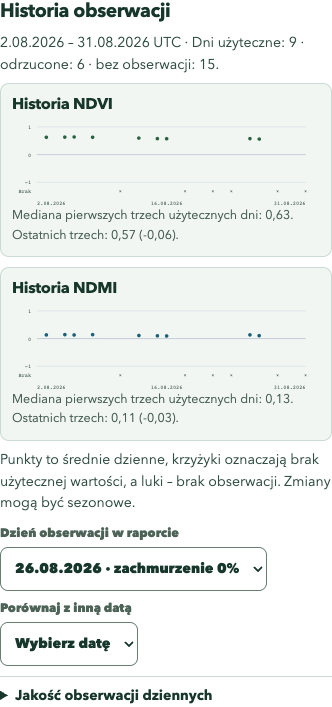 Historia obserwacji
2.08.2026 – 31.08.2026 UTC · Dni użyteczne: 9 ·
odrzucone: 6 · bez obserwacji: 15.
Historia NDVI
1
0
−1
Brak
2.08.2026 16.08.2026 31.08.2026
Mediana pierwszych trzech użytecznych dni: 0,63.
Ostatnich trzech: 0,57 (-0,06).
Historia NDMI
1
0
−1
Brak
2.08.2026 16.08.2026 31.08.2026
Mediana pierwszych trzech użytecznych dni: 0,13.
Ostatnich trzech: 0,11 (-0,03).
Punkty to średnie dzienne, krzyżyki oznaczają brak
użytecznej wartości, a luki – brak obserwacji. Zmiany
mogą być sezonowe.
Dzień obserwacji w raporcie
26.08.2026 · zachmurzenie 0%
Porównaj z inną datą
Wybierz datę
Jakość obserwacji dziennych